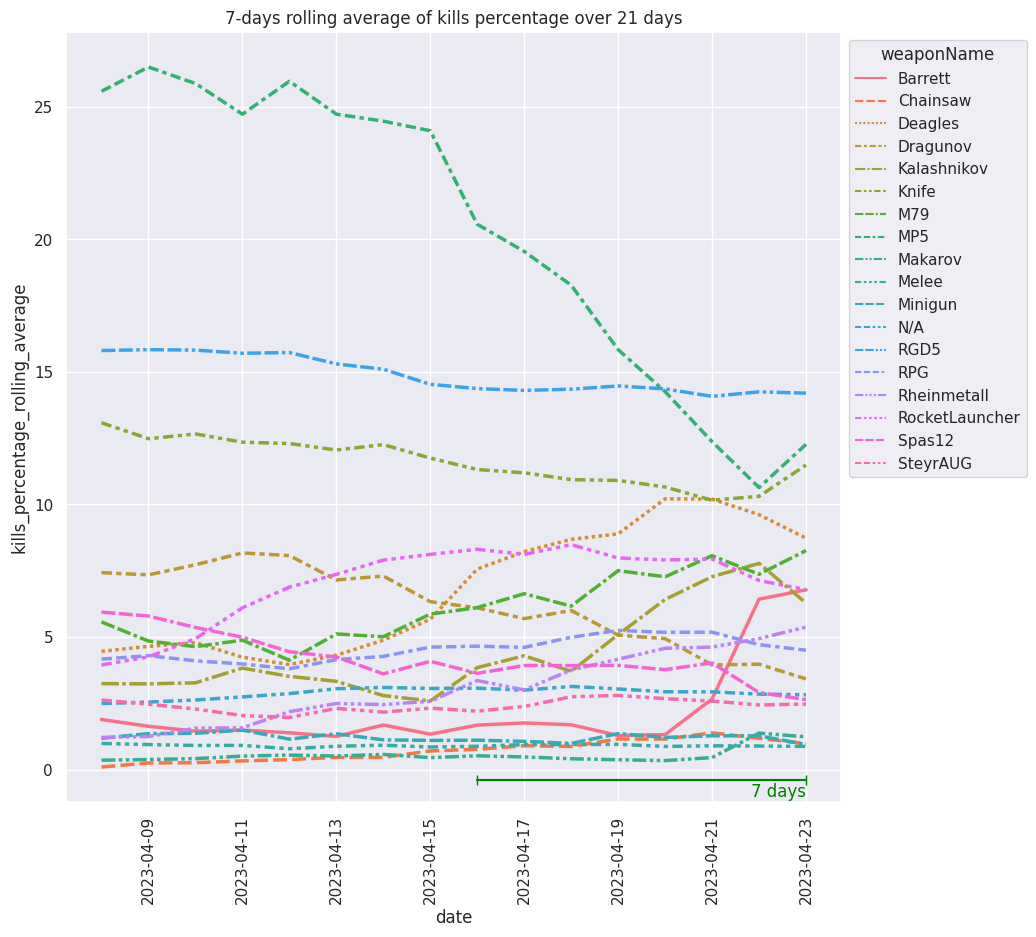 7-days rolling average of kills percentage over 21 days
kills_percentage_rolling_average
25
20
15
10
5
0
7 days
2023-04-09
2023-04-11
2023-04-13
2023-04-15
2023-04-17
2023-04-19
2023-04-21
2023-04-23
date
weaponName
Barrett
Chainsaw
Deagles
Dragunov
Kalashnikov
Knife
M79
MP5
Makarov
Melee
Minigun
N/A
RGD5
RPG
Rheinmetall
RocketLauncher
Spas12
SteyrAUG